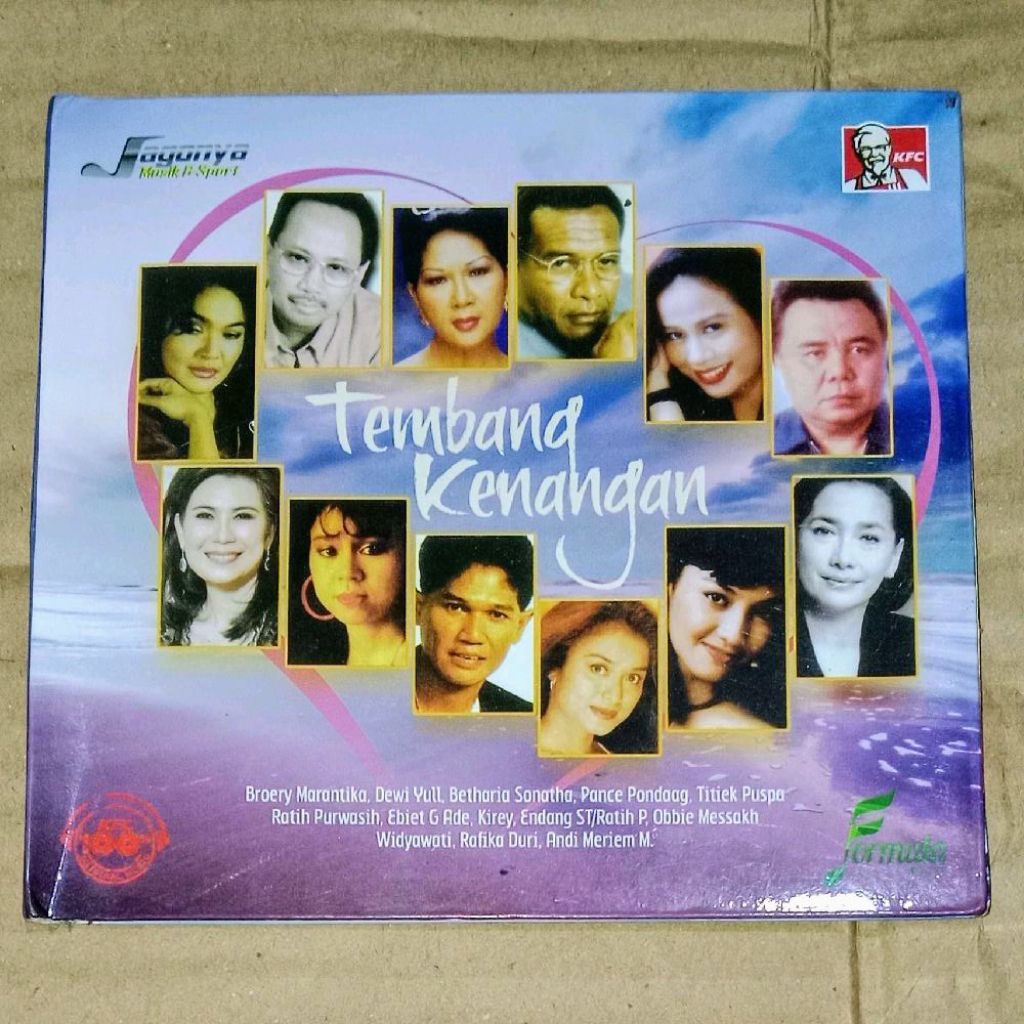 Jagonya
Musik & Sport
KFC
Tembang
Kenangan
Broery Marantika, Dewi Yull, Betharia Sonatha, Pance Pondaag, Titiek Puspa
Ratih Purwasih, Ebiet G Ade, Kirey, Endang ST/Ratih P, Obbie Messakh
Widyawati, Rafika Duri, Andi Meriem M.
formula